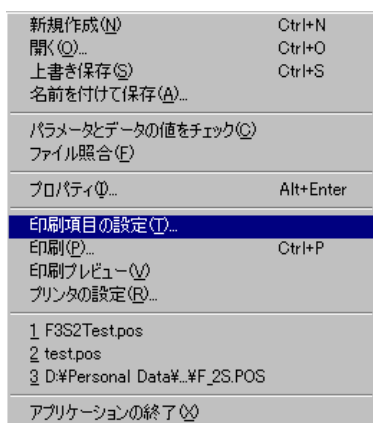 新規作成(N) Ctrl+N
開く(O)... Ctrl+O
上書き保存(S) Ctrl+S
名前を付けて保存(A)...
パラメータとデータの値をチェック(C)
ファイル照合(F)
プロパティ(I)... Alt+Enter
印刷項目の設定(T)...
印刷(P)... Ctrl+P
印刷プレビュー(V)
プリンタの設定(R)...
1 F3S2Test.pos
2 test.pos
3 D:¥Personal Data¥...¥F_2S.POS
アプリケーションの終了(X)